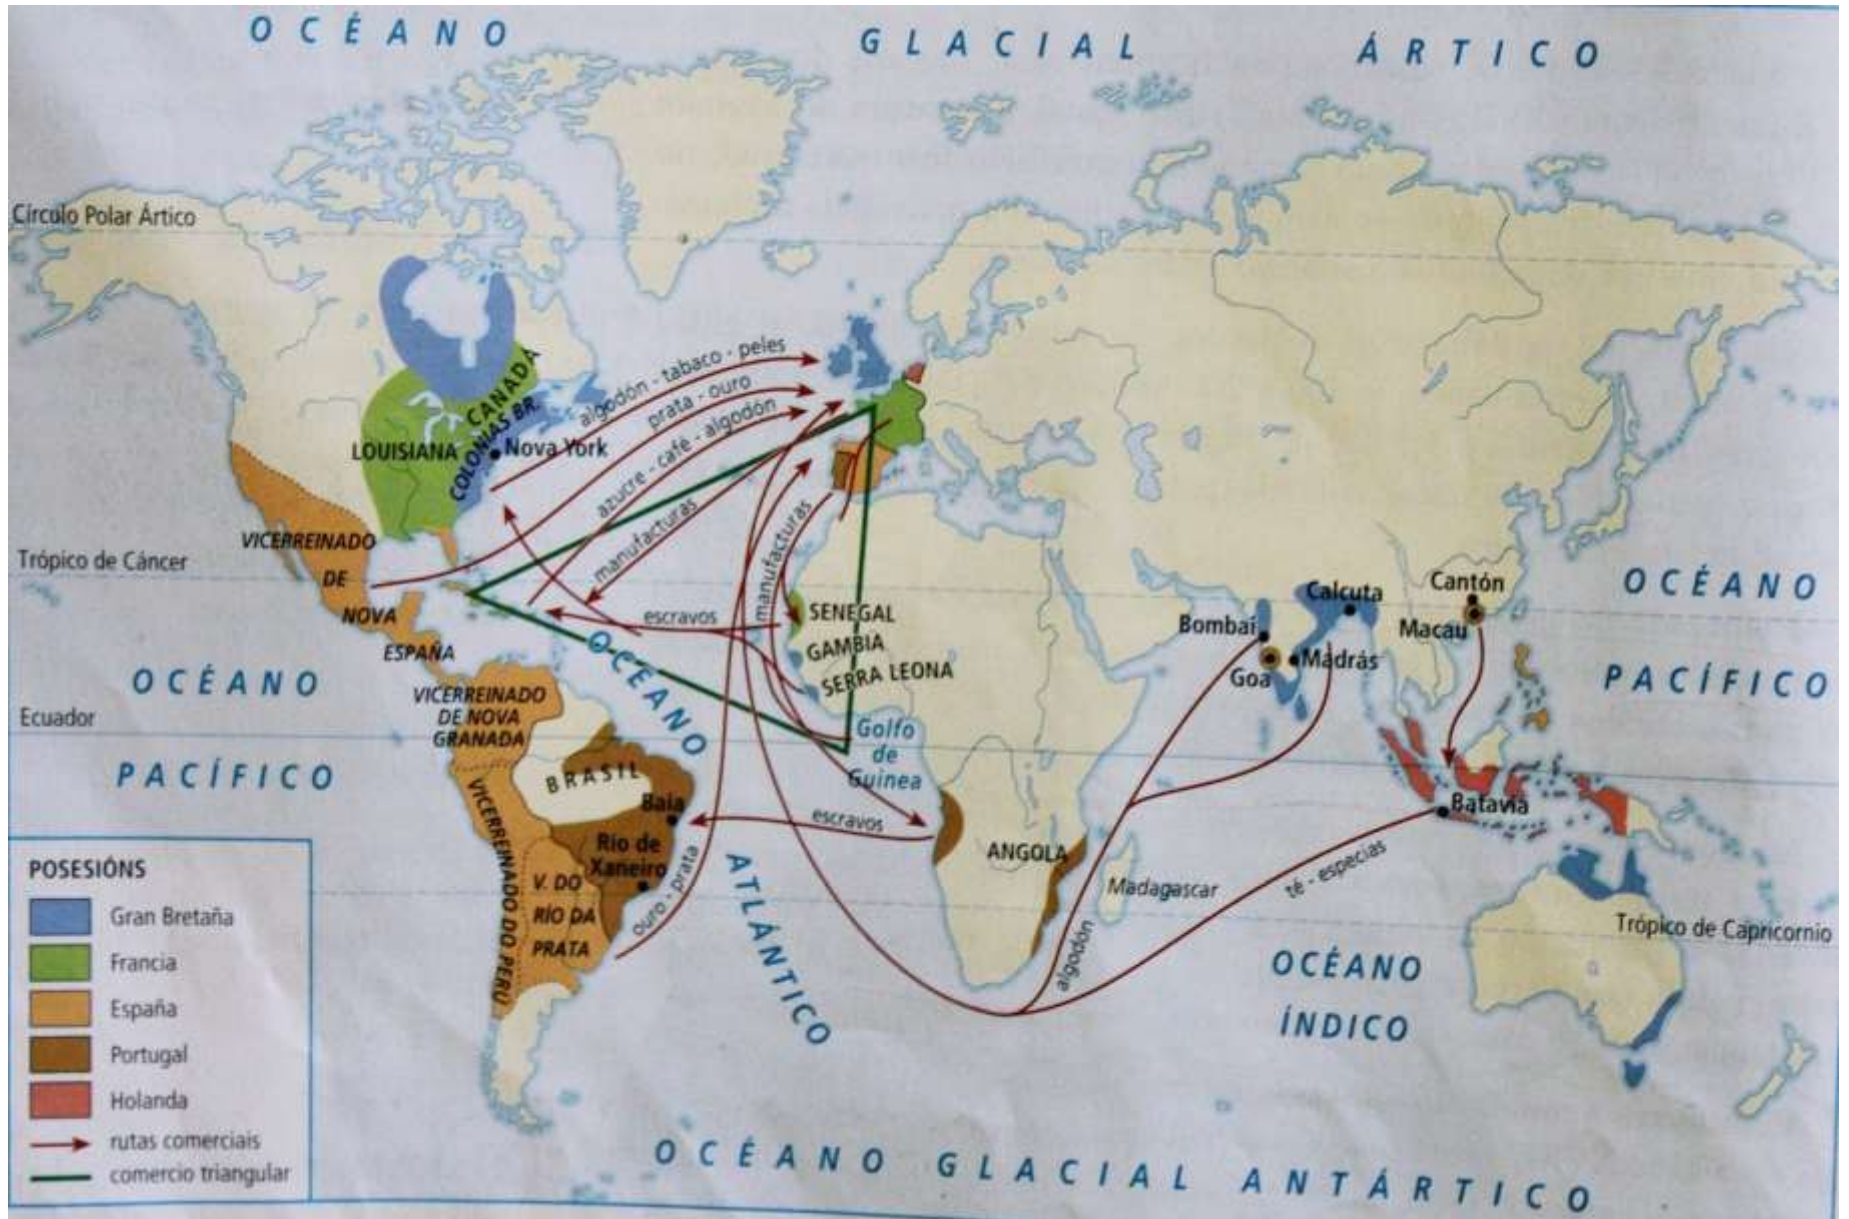 OCÉANO GLACIAL ÁRTICO
Círculo Polar Ártico
CANADÁ
COLONIAS BR.
LOUISIANA
Nova York
algodón - tabaco - peles
prata - ouro
azucre - café - algodón
manufacturas
manufacturas
VICERREINADO
DE
NOVA
ESPAÑA
Trópico de Cáncer
escravos
SENEGAL
GAMBIA
SERRA LEONA
Calcuta
Bombai
Goa
Madrás
Cantón
Macau
OCÉANO
PACÍFICO
OCÉANO
PACÍFICO
Ecuador
VICERREINADO
DE NOVA
GRANADA
OCÉANO
ATLÁNTICO
Golfo
de
Guinea
BRASIL
Baía
Río de
Xaneiro
VICERREINADO DO PERÚ
V. DO
RÍO DA
PRATA
ouro - prata
escravos
ANGOLA
Madagascar
algodón
té - especias
Batavia
OCÉANO
ÍNDICO
Trópico de Capricornio
POSESIÓNS
Gran Bretaña
Francia
España
Portugal
Holanda
rutas comerciais
comercio triangular
OCÉANO GLACIAL ANTÁRTICO